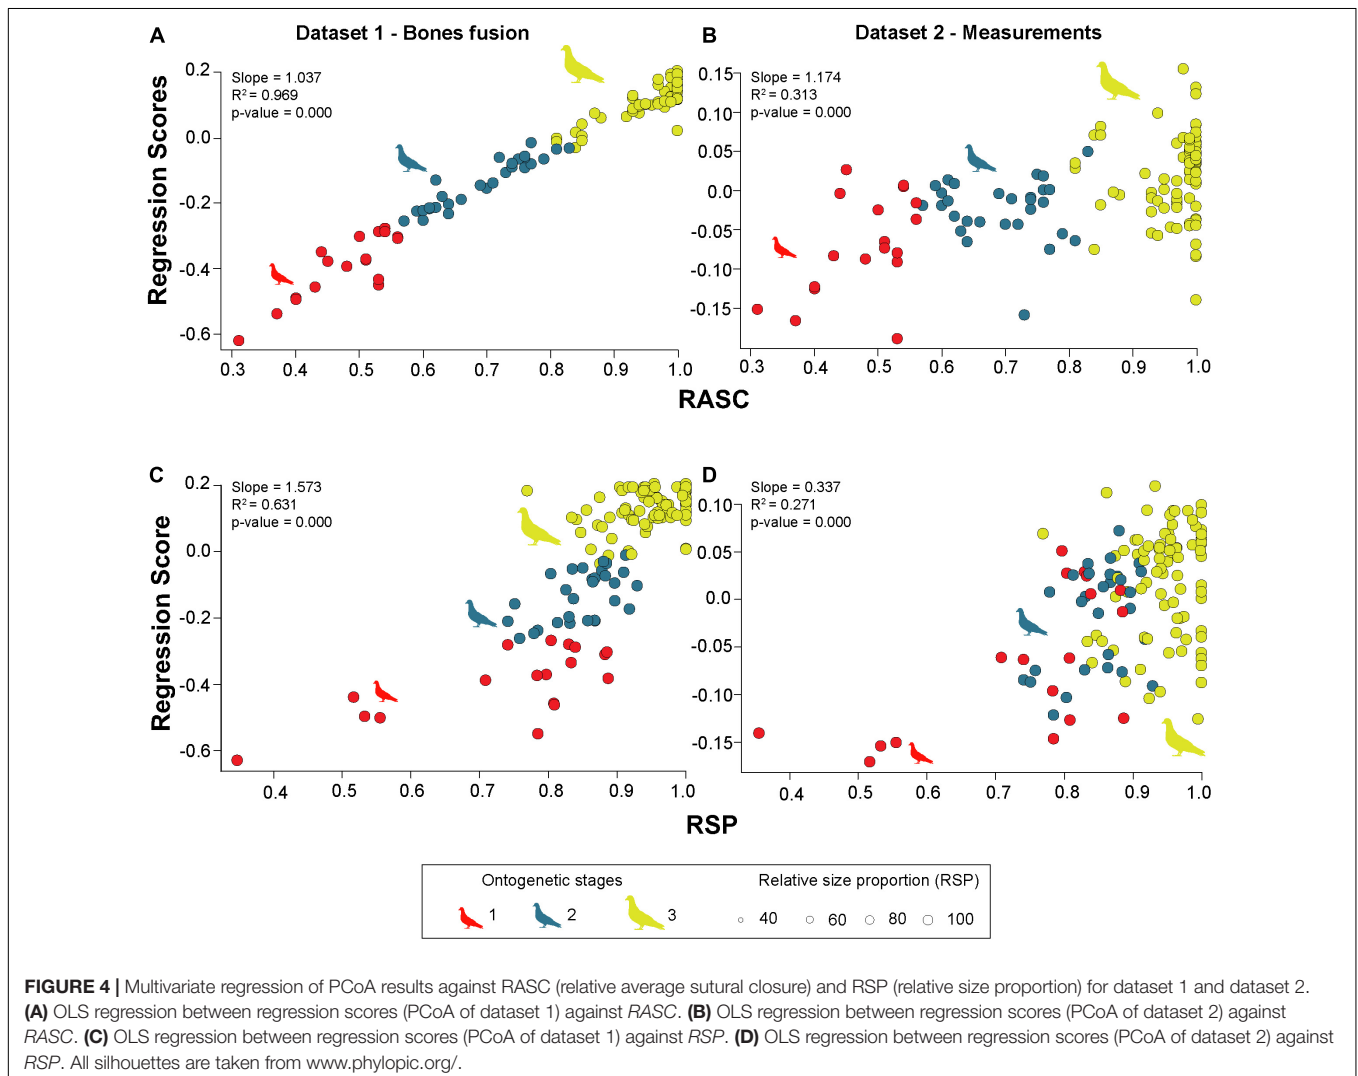 A Dataset 1 - Bones fusion
B Dataset 2 - Measurements
Slope = 1.037
R2 = 0.969
p-value = 0.000
Regression Scores
0.2
0.0
-0.2
-0.4
-0.6
0.3 0.4 0.5 0.6 0.7 0.8 0.9 1.0
Slope = 1.174
R2 = 0.313
p-value = 0.000
0.15
0.10
0.05
0.0
-0.05
-0.10
-0.15
0.3 0.4 0.5 0.6 0.7 0.8 0.9 1.0
RASC
C
Slope = 1.573
R2 = 0.631
p-value = 0.000
Regression Score
0.2
0.0
-0.2
-0.4
-0.6
0.4 0.5 0.6 0.7 0.8 0.9 1.0
D
Slope = 0.337
R2 = 0.271
p-value = 0.000
0.10
0.05
0.0
-0.05
-0.10
-0.15
0.4 0.5 0.6 0.7 0.8 0.9 1.0
RSP
Ontogenetic stages
1 2 3
Relative size proportion (RSP)
40 60 80 100
FIGURE 4 | Multivariate regression of PCoA results against RASC (relative average sutural closure) and RSP (relative size proportion) for dataset 1 and dataset 2.
(A) OLS regression between regression scores (PCoA of dataset 1) against RASC. (B) OLS regression between regression scores (PCoA of dataset 2) against
RASC. (C) OLS regression between regression scores (PCoA of dataset 1) against RSP. (D) OLS regression between regression scores (PCoA of dataset 2) against
RSP. All silhouettes are taken from www.phylopic.org/.